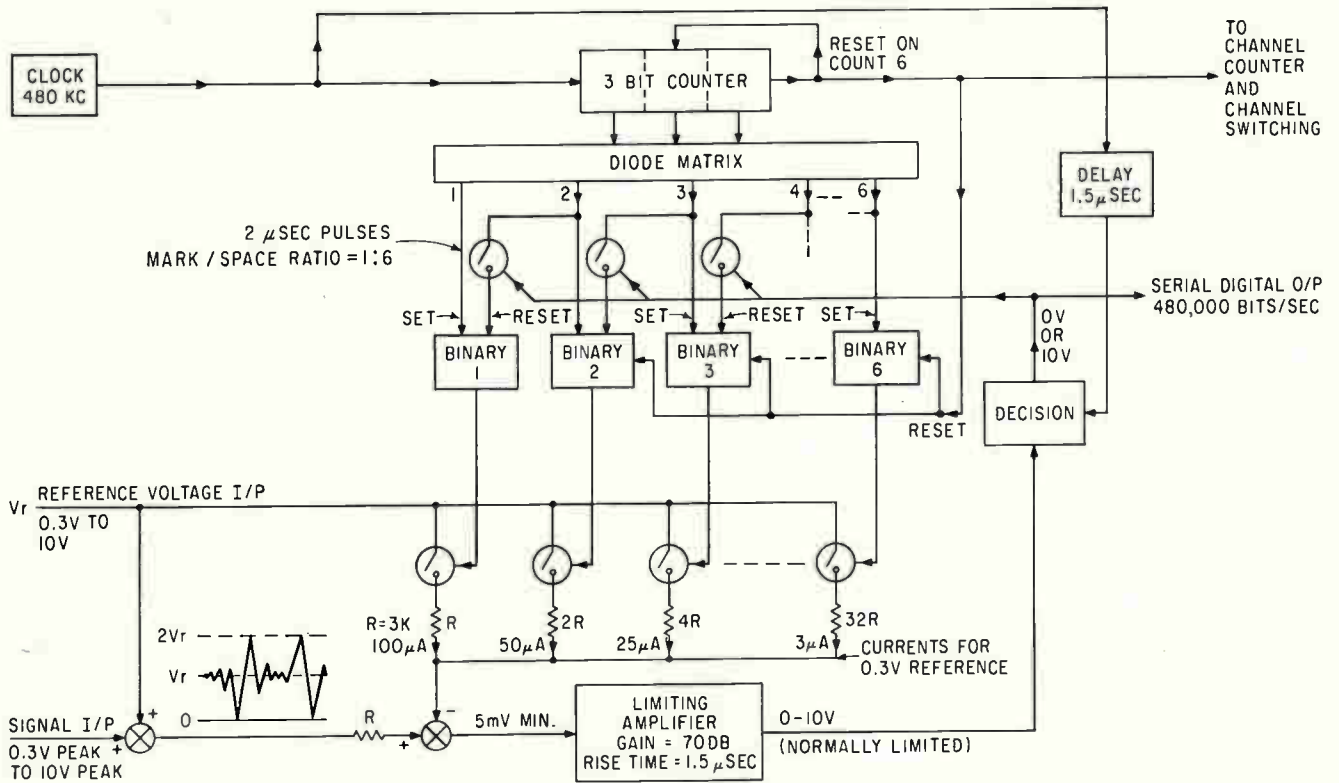 CLOCK
480 KC
3 BIT COUNTER
RESET ON
COUNT 6
TO
CHANNEL
COUNTER
AND
CHANNEL
SWITCHING
DIODE MATRIX
1
2
3
4
6
DELAY
1.5μSEC
2 μSEC PULSES
MARK / SPACE RATIO = 1:6
SERIAL DIGITAL O/P
480,000 BITS/SEC
SET
RESET
SET
RESET
SET
0V
OR
10V
BINARY
1
BINARY
2
BINARY
3
BINARY
6
DECISION
RESET
Vr
REFERENCE VOLTAGE I/P
0.3V TO
10V
R=3K
100μA
R
50μA
2R
25μA
4R
3μA
32R
CURRENTS FOR
0.3V REFERENCE
2Vr
Vr
0
SIGNAL I/P
0.3V PEAK
TO 10V PEAK
+
+
R
+
-
5mV MIN.
LIMITING
AMPLIFIER
GAIN = 70DB
RISE TIME = 1.5 μSEC
0-10V
(NORMALLY LIMITED)